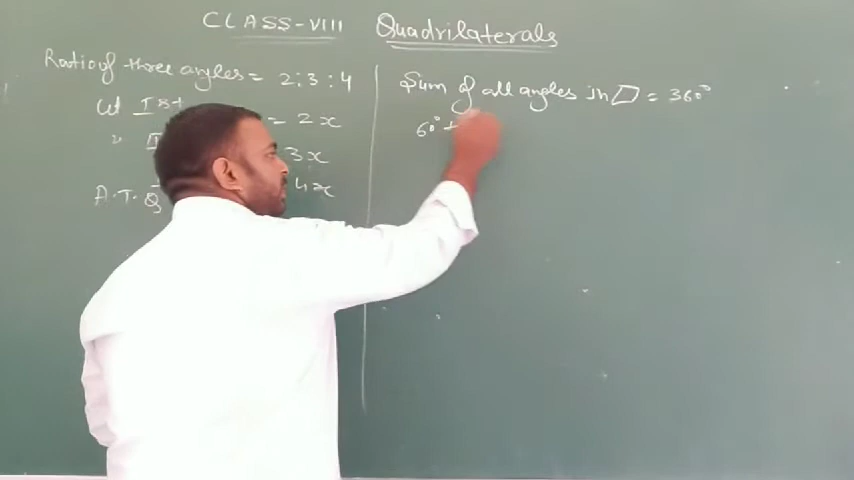 CLASS-VIII Quadrilaterals
Ratio of three angles = 2:3:4
Let Ist = 2x
" I 3x
A.T.Q 4x
Sum of all angles in ▱ = 360°
60° +